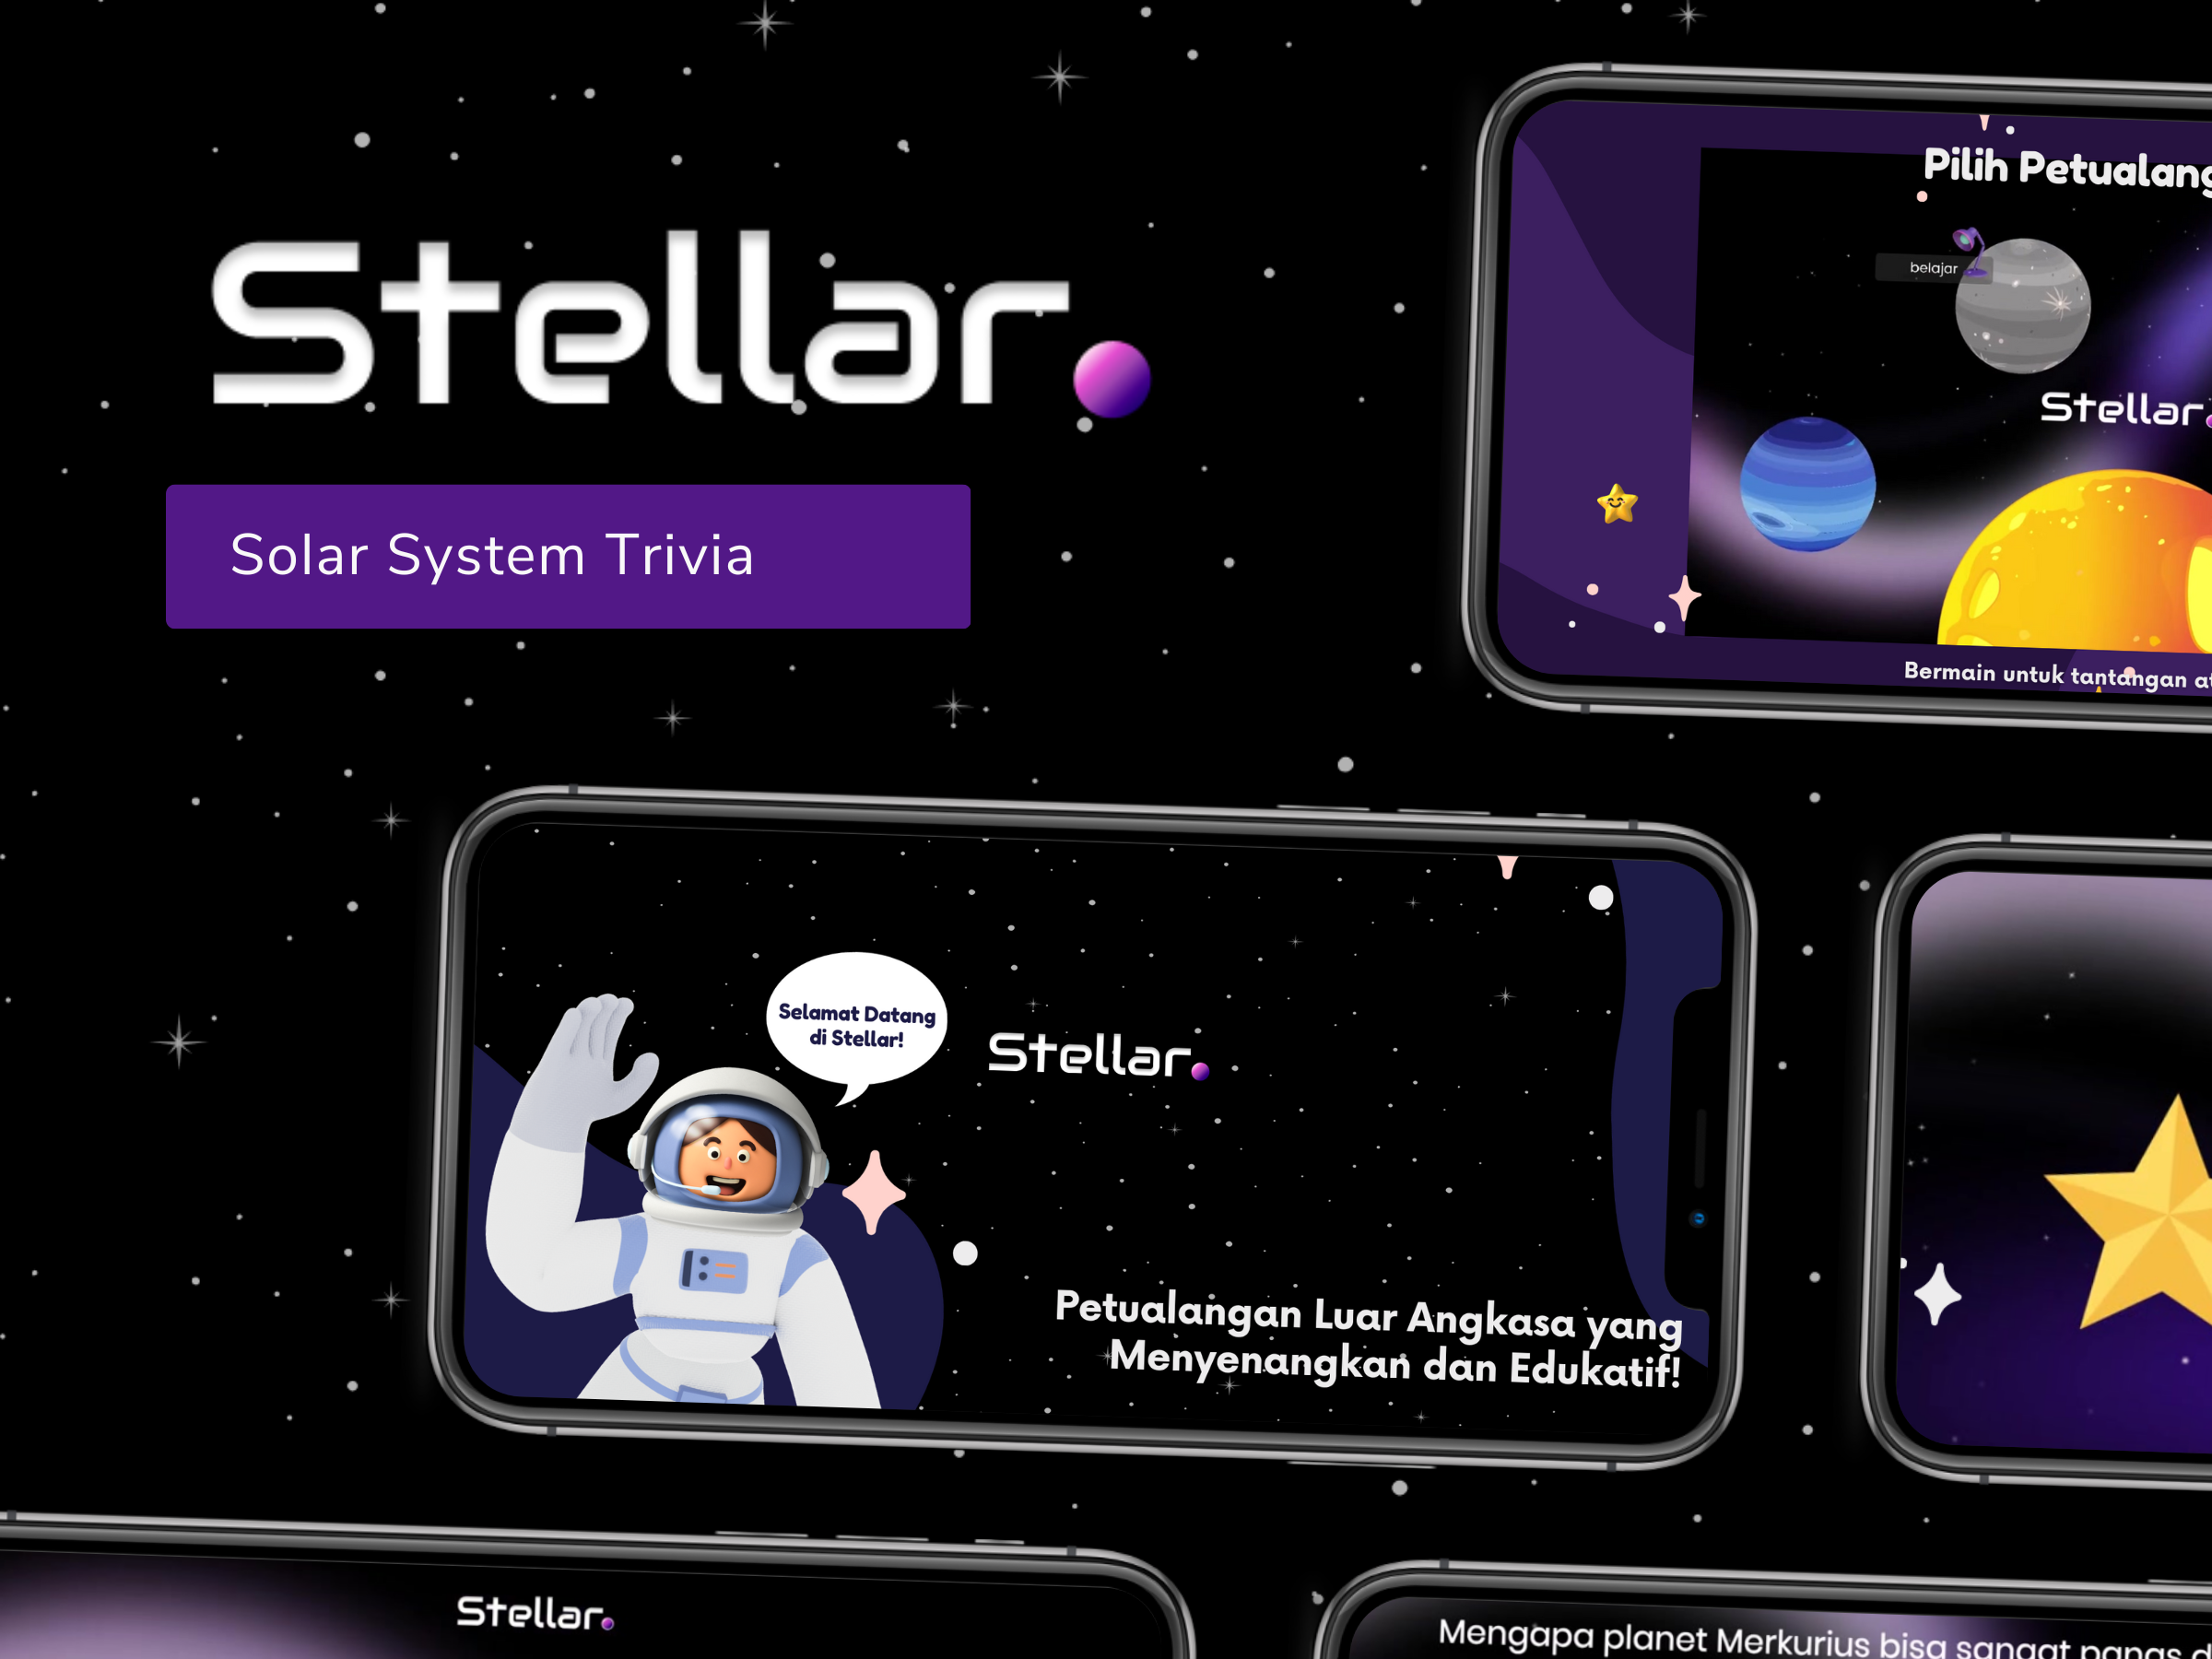 Stellar
Solar System Trivia
Pilih
belajar
Stellar
Bermain untuk tantangan
Selamat Datang
di Stellar!
Stellar
Petualangan Luar Angkasa yang
Menyenangkan dan Edukatif!
Stellar
Mengapa planet Merkurius bisa sangat panas